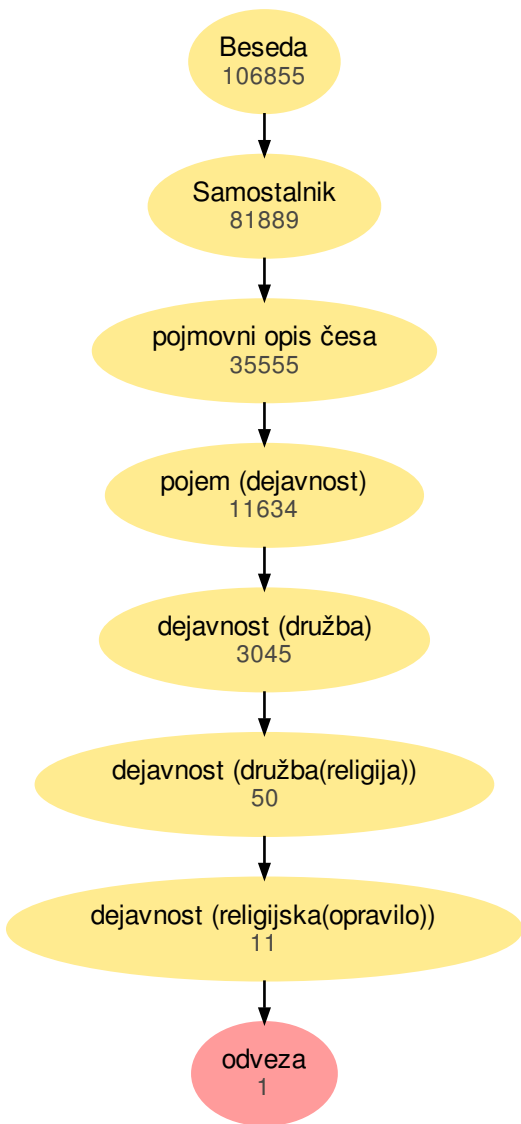 Beseda
106855
Samostalnik
81889
pojmovni opis česa
35555
pojem (dejavnost)
11634
dejavnost (družba)
3045
dejavnost (družba(religija))
50
dejavnost (religijska(opravilo))
11
odveza
1